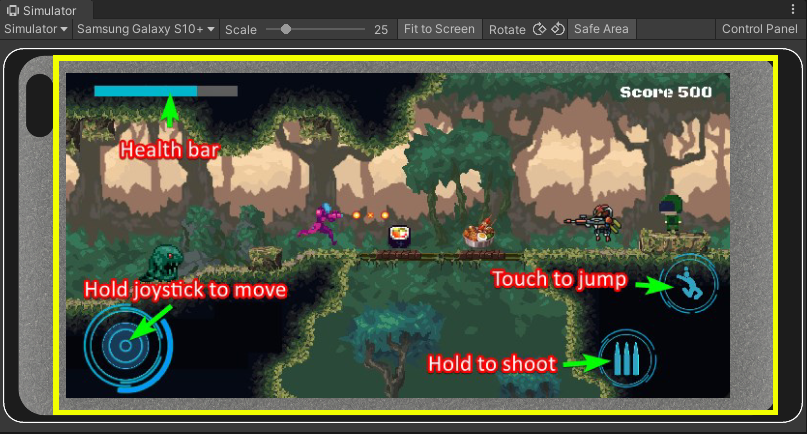 Simulator
Simulator Samsung Galaxy S10+ Scale 25 Fit to Screen Rotate Safe Area Control Panel
Score 500
Health bar
Touch to jump
Hold joystick to move
Hold to shoot